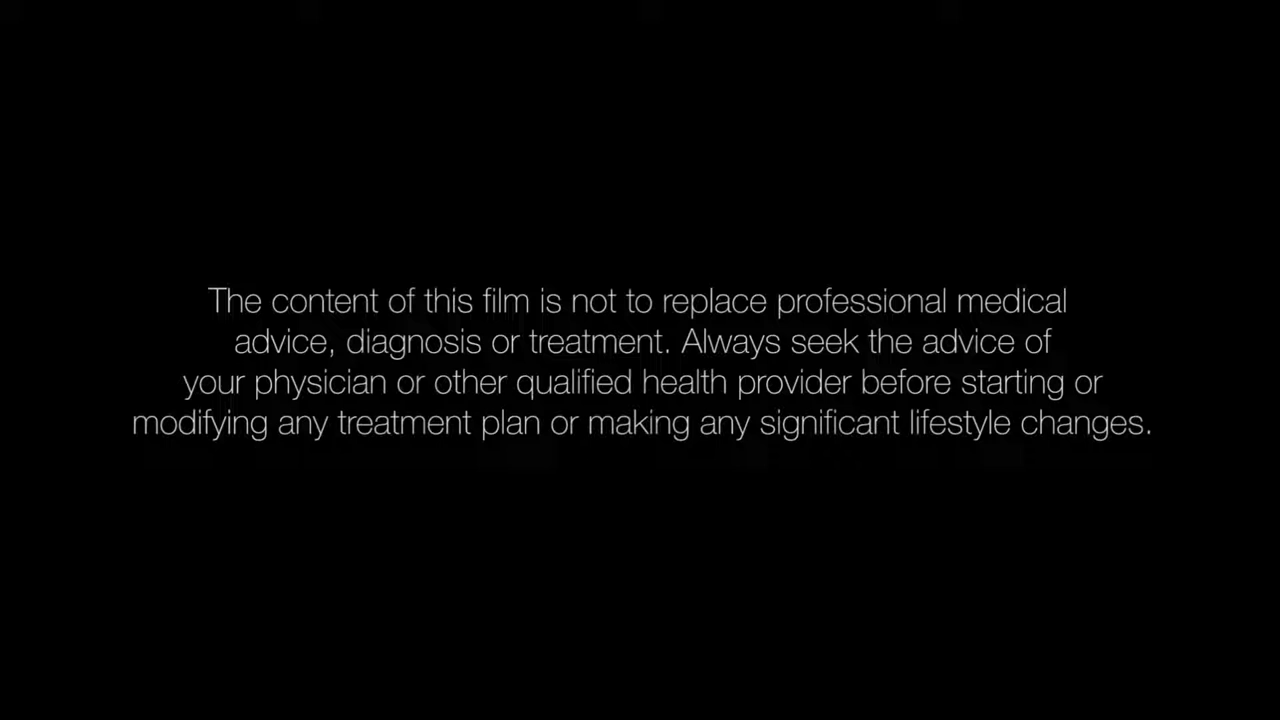 The content of this film is not to replace professional medical
advice, diagnosis or treatment. Always seek the advice of
your physician or other qualified health provider before starting or
modifying any treatment plan or making any significant lifestyle changes.